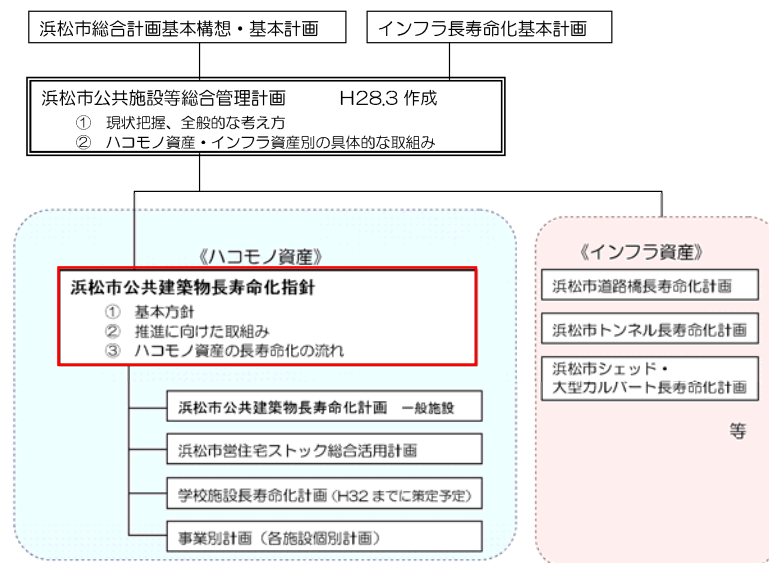 浜松市総合計画基本構想・基本計画
インフラ長寿命化基本計画
浜松市公共施設等総合管理計画 H28.3 作成
① 現状把握、全般的な考え方
② ハコモノ資産・インフラ資産別の具体的な取組み
《ハコモノ資産》
浜松市公共建築物長寿命化指針
① 基本方針
② 推進に向けた取組み
③ ハコモノ資産の長寿命化の流れ
浜松市公共建築物長寿命化計画 一般施設
浜松市営住宅ストック総合活用計画
学校施設長寿命化計画(H32 までに策定予定)
事業別計画(各施設個別計画)
《インフラ資産》
浜松市道路橋長寿命化計画
浜松市トンネル長寿命化計画
浜松市シェッド・
大型カルバート長寿命化計画
等